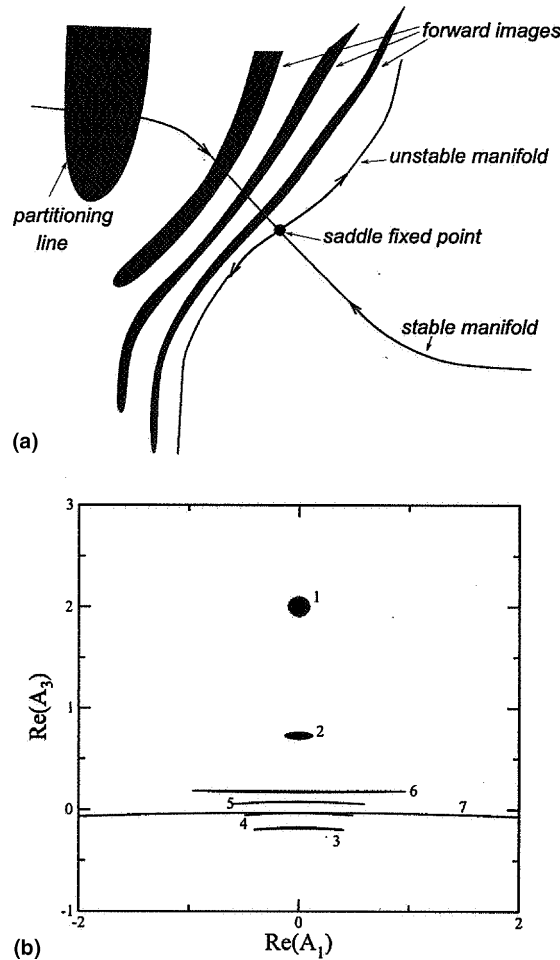 forward images
unstable manifold
partitioning
line
saddle fixed point
stable manifold
(a)
3
2
1
0
-1
Re(A3)
1
2
6
5
7
4
3
-2
0
2
Re(A1)
(b)